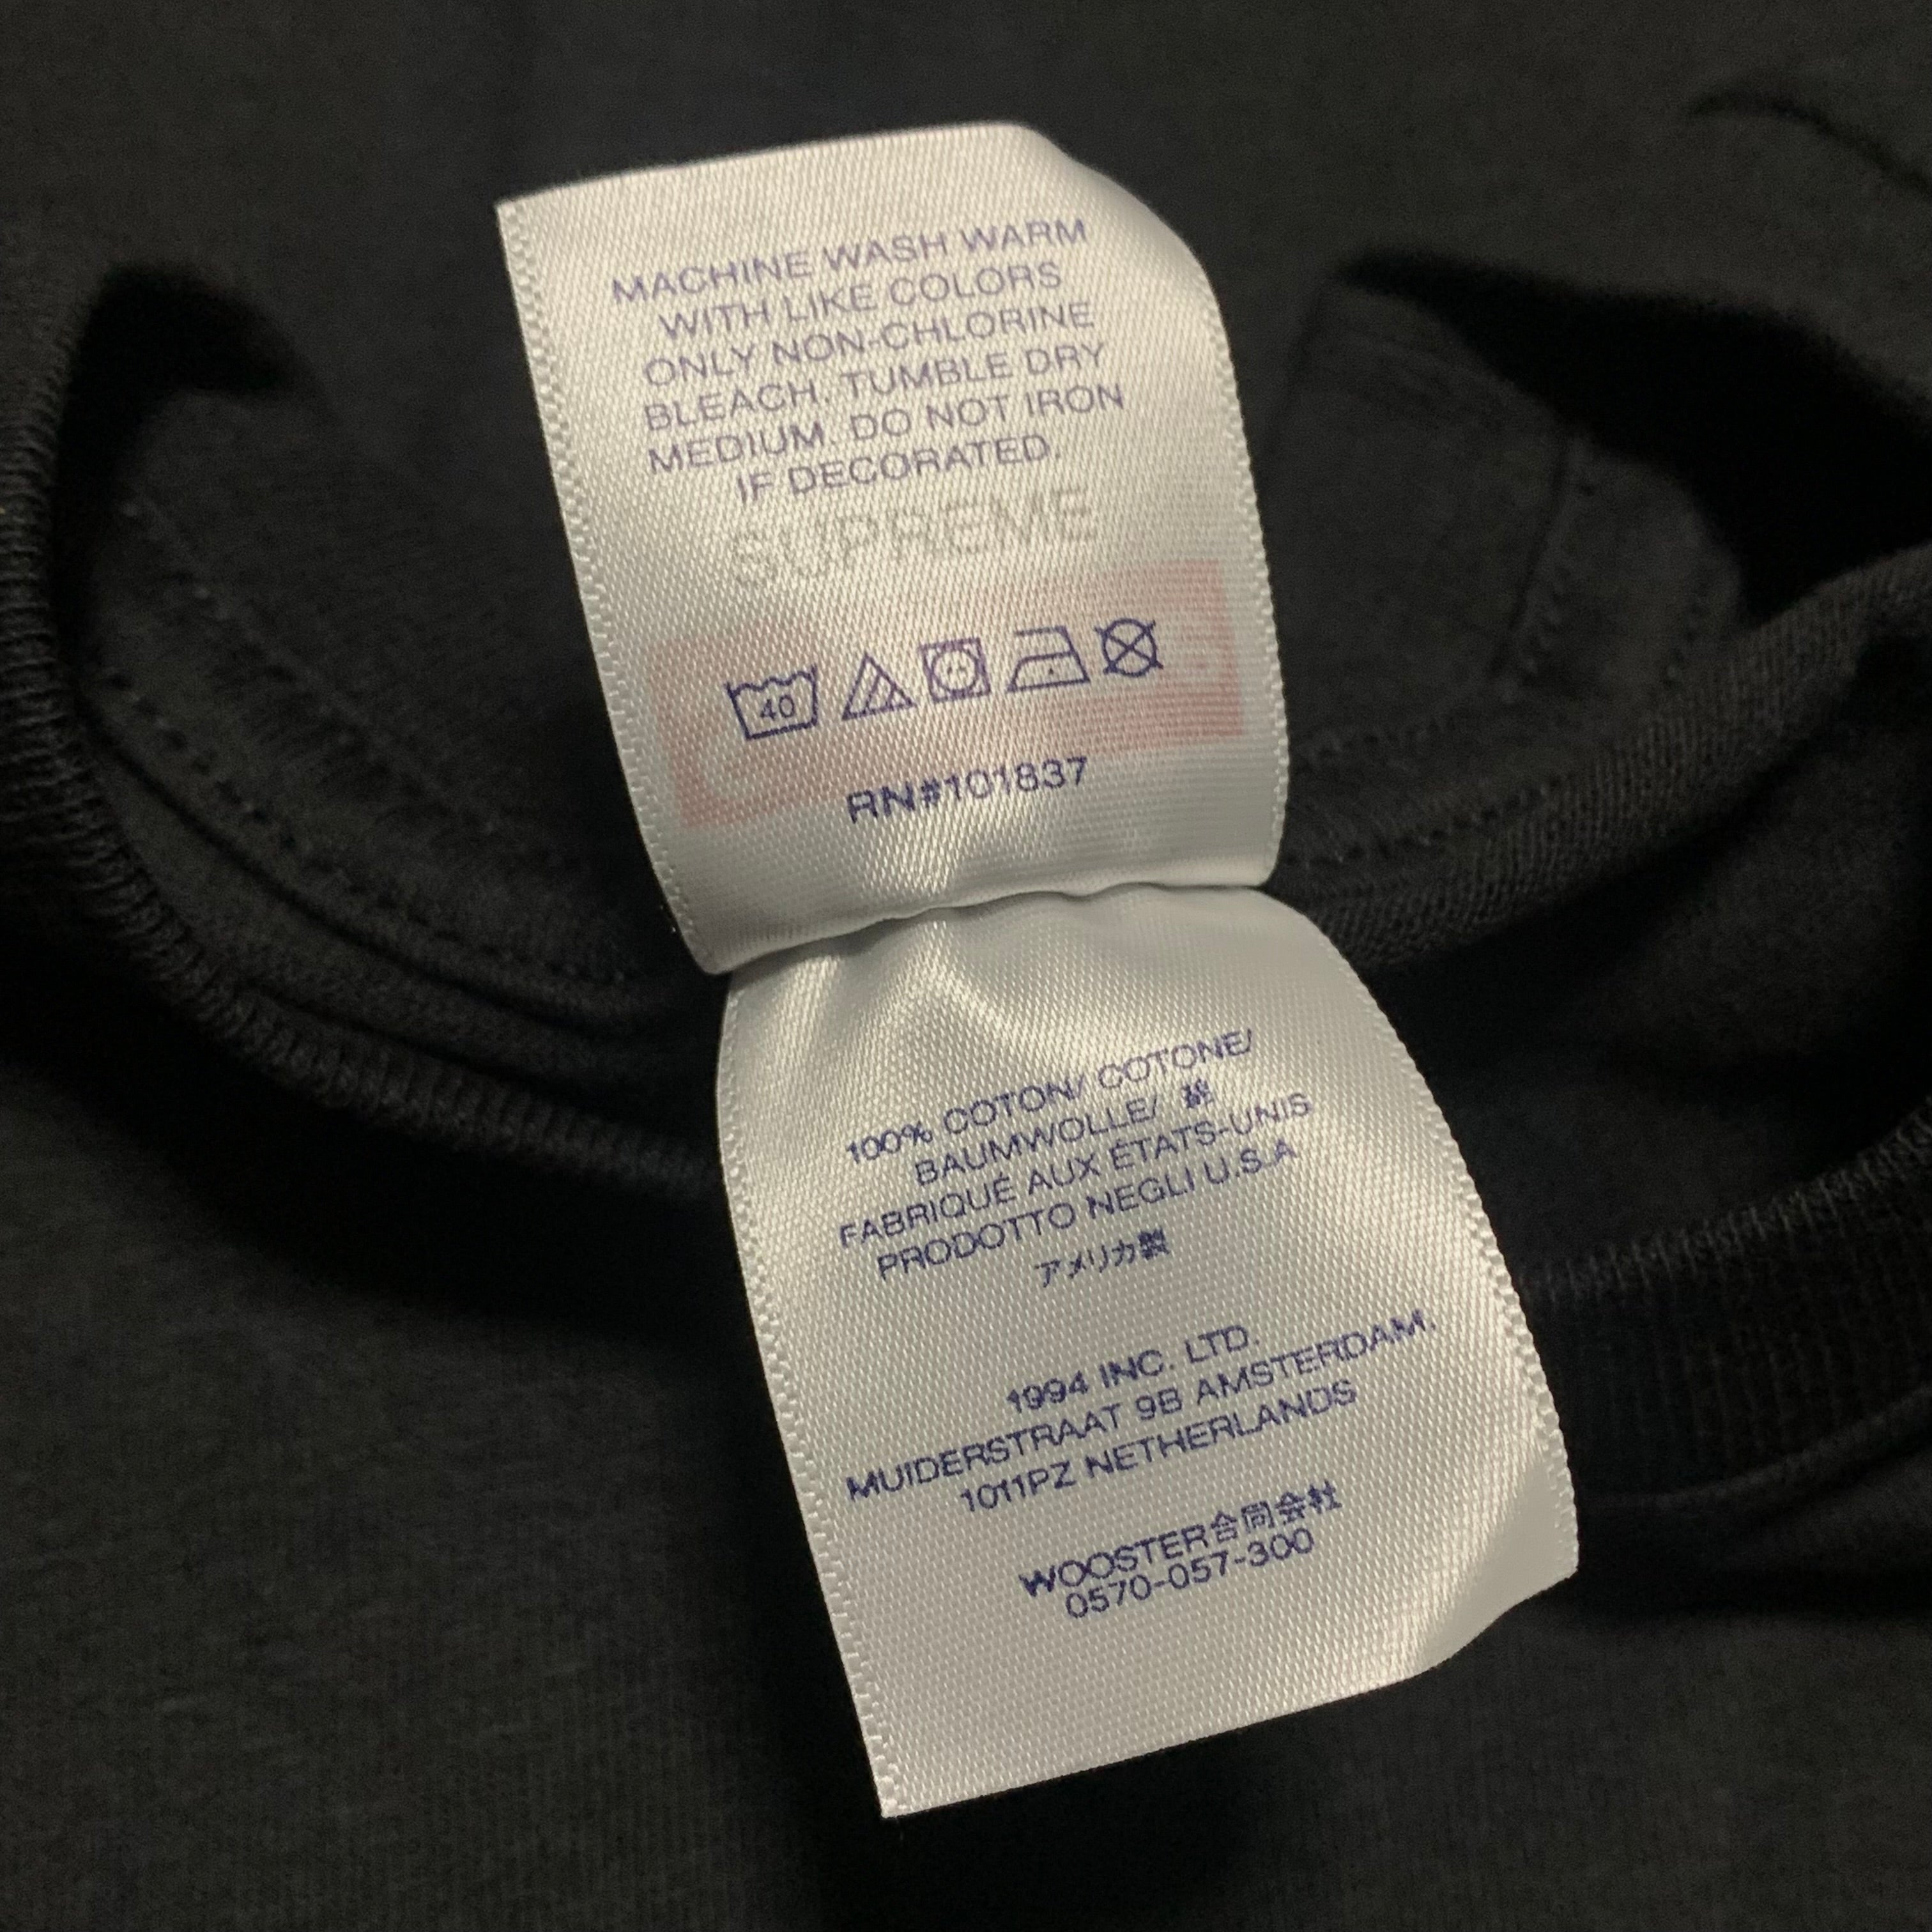 MACHINE WASH WARM
WITH LIKE COLORS
ONLY NON-CHLORINE
BLEACH. TUMBLE DRY
MEDIUM. DO NOT IRON
IF DECORATED.
SUPREME
40
RN#101837
100% COTON/ COTONE/
BAUMWOLLE/ 綿
FABRIQUÉ AUX ÉTATS-UNIS
PRODOTTO NEGLI U.S.A
アメリカ製
1994 INC. LTD.
MUIDERSTRAAT 9B AMSTERDAM.
1011PZ NETHERLANDS
WOOSTER合同会社
0570-057-300